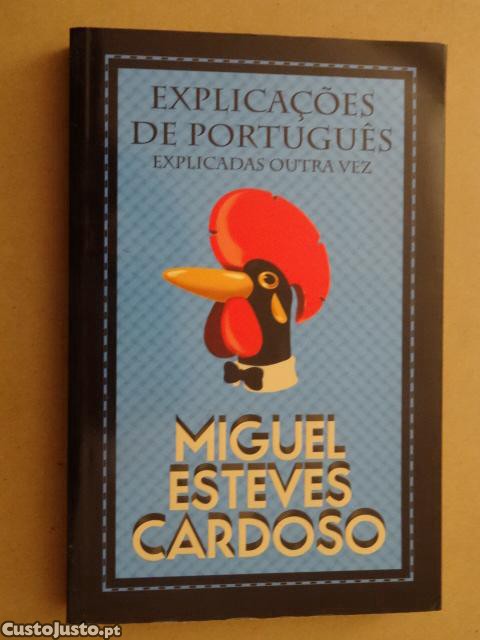 EXPLICAÇÕES
DE PORTUGUÊS
EXPLICADAS OUTRA VEZ
MIGUEL
ESTEVES
CARDOSO
CustoJusto.pt